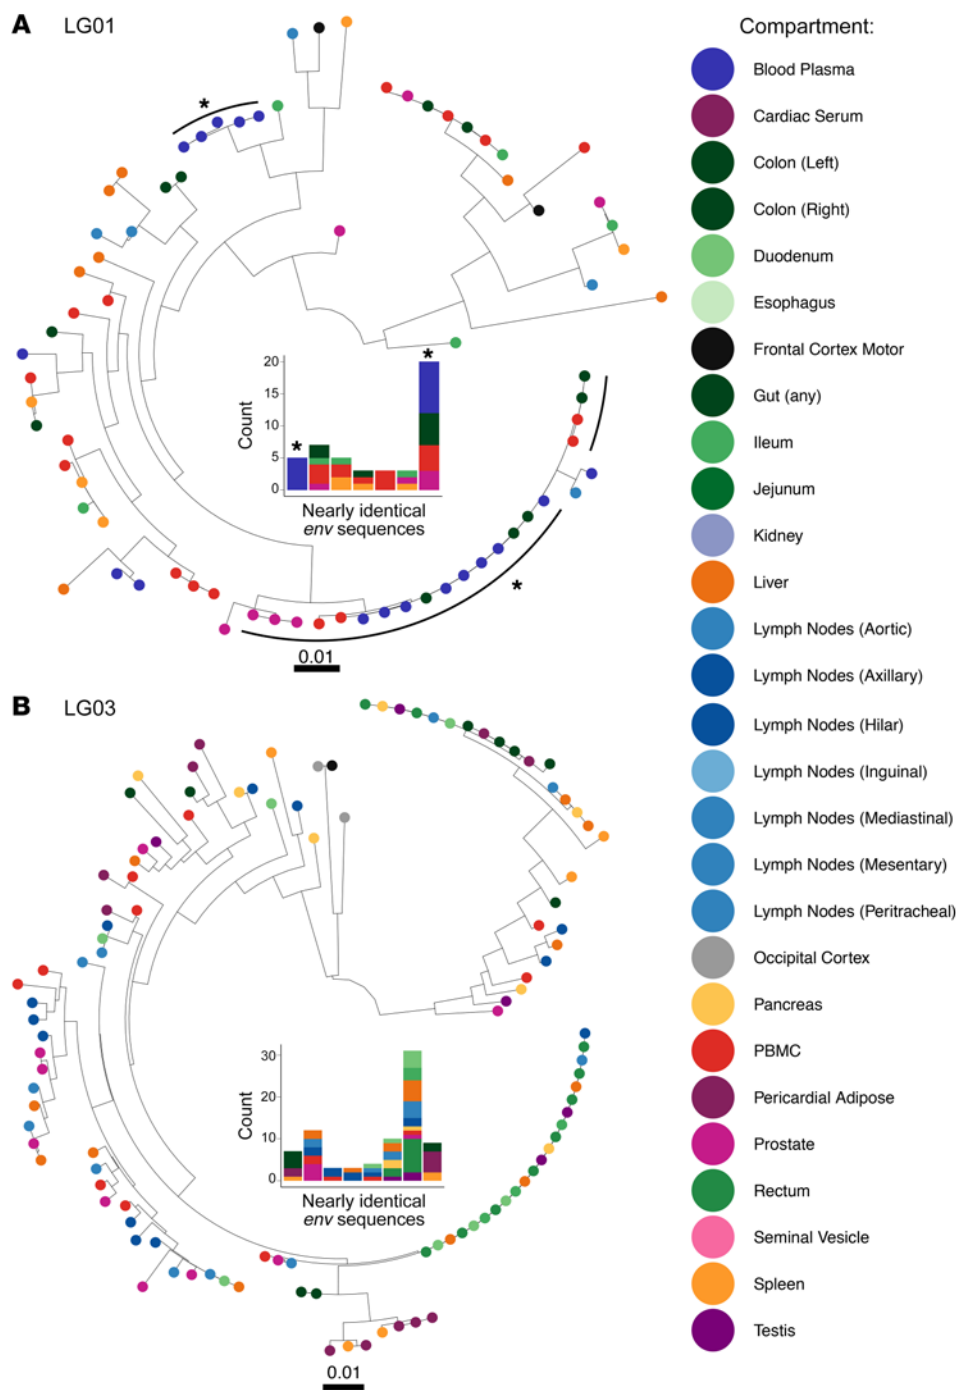 A LG01
Compartment:
Blood Plasma
Cardiac Serum
Colon (Left)
Colon (Right)
Duodenum
Esophagus
Frontal Cortex Motor
Gut (any)
Ileum
Jejunum
Kidney
Liver
Lymph Nodes (Aortic)
Lymph Nodes (Axillary)
Lymph Nodes (Hilar)
Lymph Nodes (Inguinal)
Lymph Nodes (Mediastinal)
Lymph Nodes (Mesentary)
Lymph Nodes (Peritracheal)
Occipital Cortex
Pancreas
PBMC
Pericardial Adipose
Prostate
Rectum
Seminal Vesicle
Spleen
Testis
*
Count
20
15
10
5
0
*
*
Nearly identical
env sequences
*
0.01
B LG03
Count
30
20
10
0
Nearly identical
env sequences
0.01